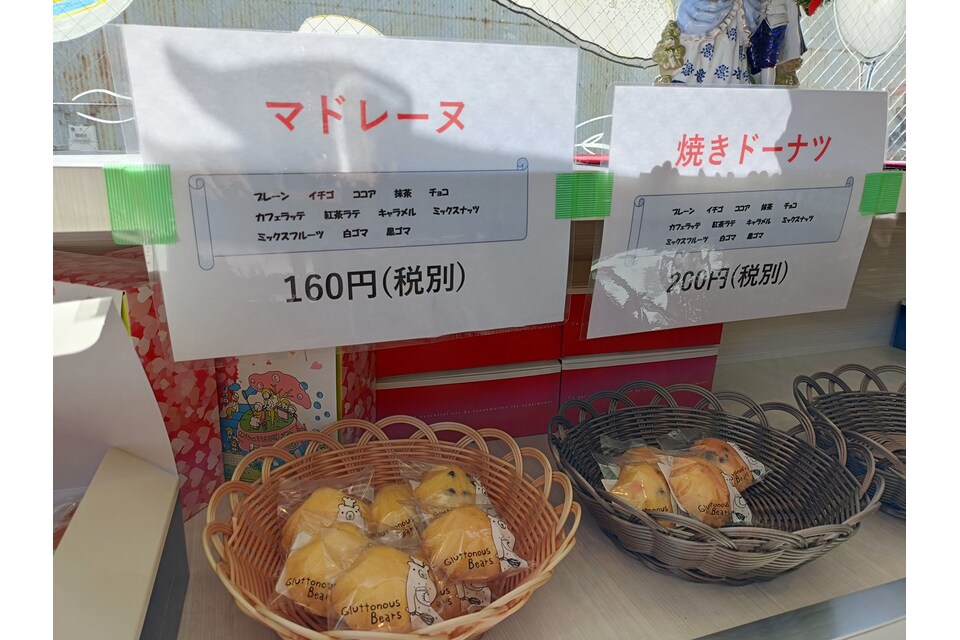 マドレーヌ
プレーン イチゴ ココア 抹茶 チョコ
カフェラッテ 紅茶ラテ キャラメル ミックスナッツ
ミックスフルーツ 白ゴマ 黒ゴマ
160円(税別)
焼きドーナツ
プレーン イチゴ ココア 抹茶 チョコ
カフェラッテ 紅茶ラテ キャラメル ミックスナッツ
ミックスフルーツ 白ゴマ 黒ゴマ
200円(税別)
Gluttonous
Bears
Gluttonous
Bears
Gluttonous
Bears
Gluttonous
Bears